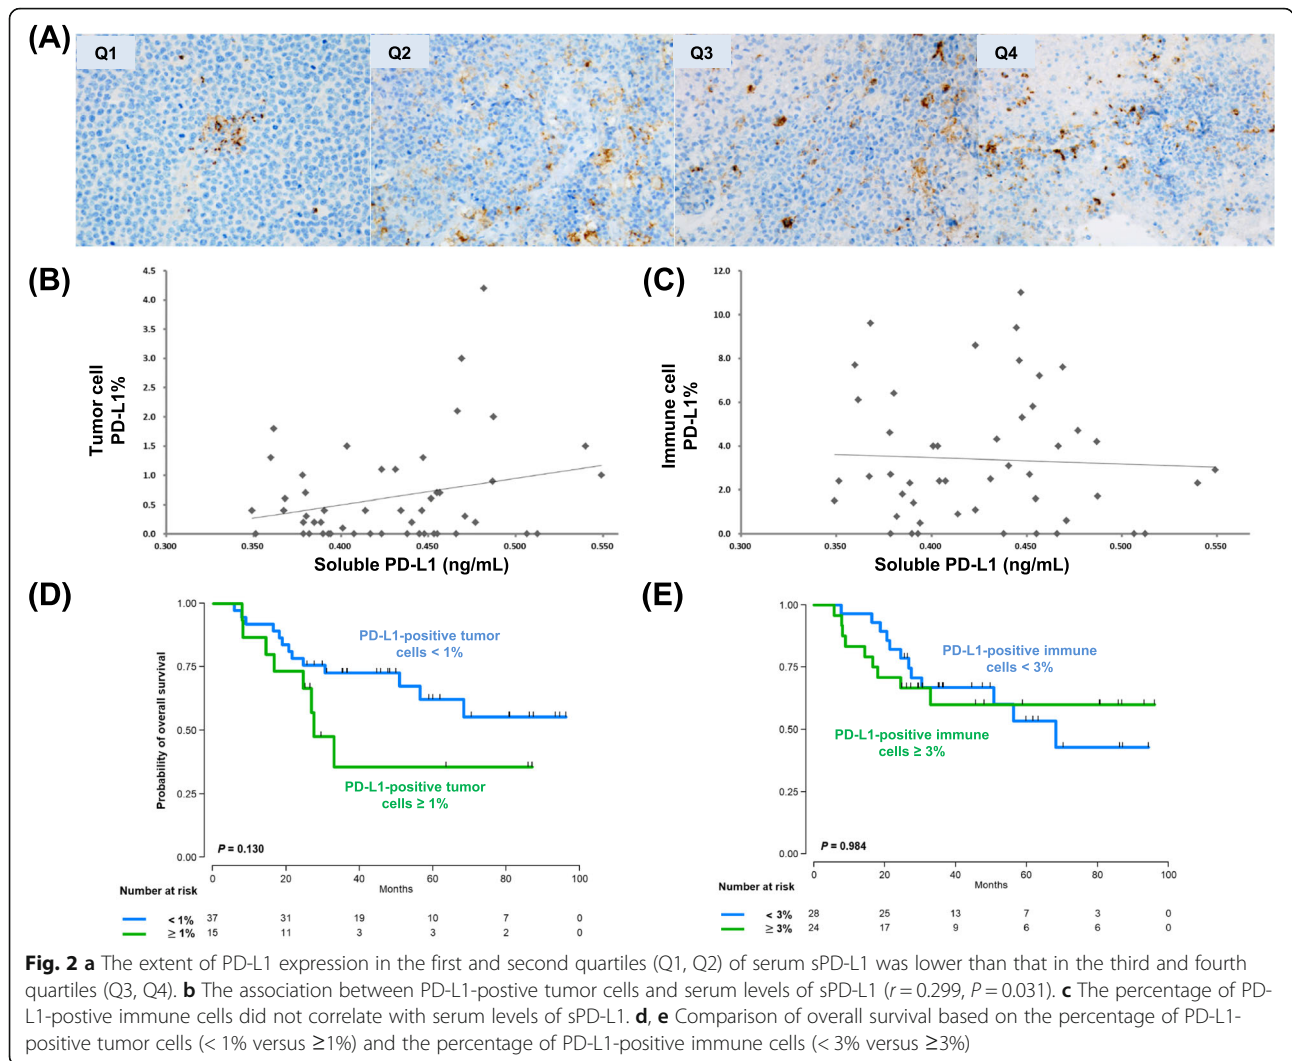 (A)
Q1
Q2
Q3
Q4
(B)
4.5
4.0
3.5
3.0
2.5
2.0
1.5
1.0
0.5
0.0
Tumor cell
PD-L1%
0.300
0.350
0.400
0.450
0.500
0.550
Soluble PD-L1 (ng/mL)
(C)
12.0
10.0
8.0
6.0
4.0
2.0
0.0
Immune cell
PD-L1%
0.300
0.350
0.400
0.450
0.500
0.550
Soluble PD-L1 (ng/mL)
(D)
1.00
0.75
0.50
0.25
0.00
Probability of overall survival
PD-L1-positive tumor
cells < 1%
PD-L1-positive tumor
cells ≥ 1%
P = 0.130
0 20 40 60 80 100
Months
Number at risk
< 1% 37 31 19 10 7 0
≥ 1% 15 11 3 3 2 0
(E)
1.00
0.75
0.50
0.25
0.00
PD-L1-positive immune
cells < 3%
PD-L1-positive immune
cells ≥ 3%
P = 0.984
0 20 40 60 80 100
Months
Number at risk
< 3% 28 25 13 7 3 0
≥ 3% 24 17 9 6 6 0
Fig. 2 a The extent of PD-L1 expression in the first and second quartiles (Q1, Q2) of serum sPD-L1 was lower than that in the third and fourth
quartiles (Q3, Q4). b The association between PD-L1-postive tumor cells and serum levels of sPD-L1 (r = 0.299, P = 0.031). c The percentage of PD-
L1-postive immune cells did not correlate with serum levels of sPD-L1. d, e Comparison of overall survival based on the percentage of PD-L1-
positive tumor cells (< 1% versus ≥1%) and the percentage of PD-L1-positive immune cells (< 3% versus ≥3%)